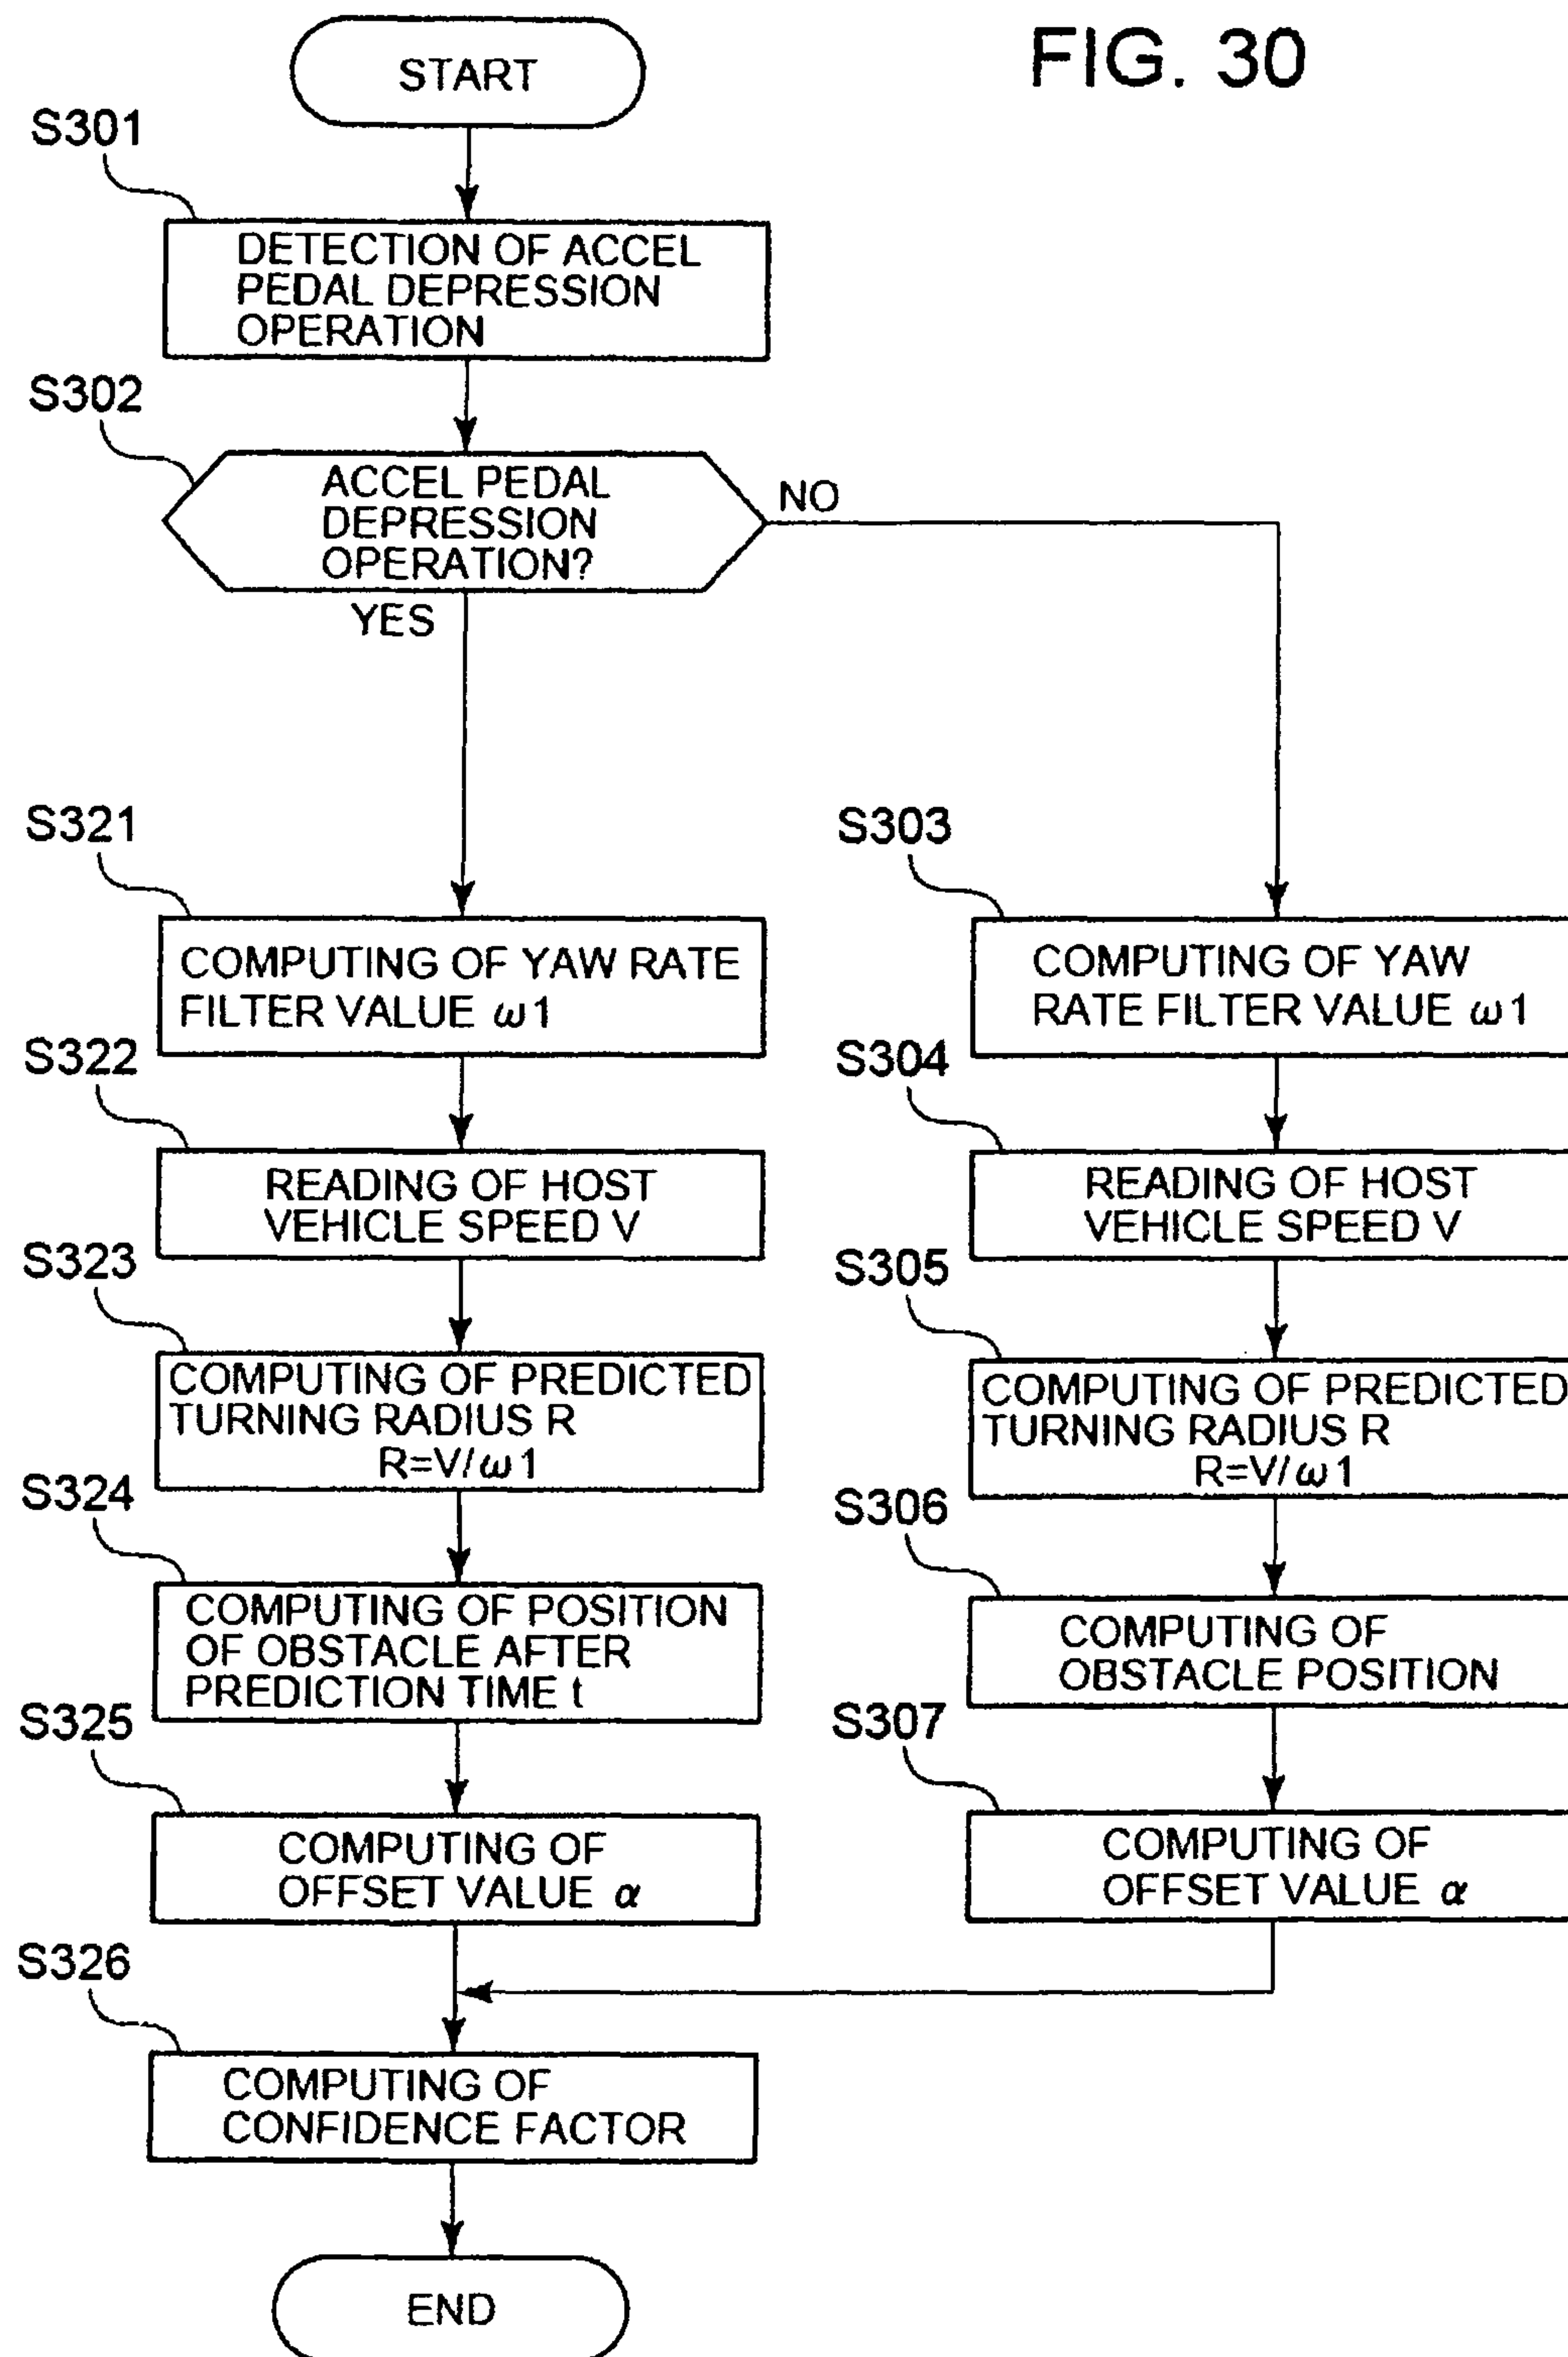 FIG. 30
START
S301
DETECTION OF ACCEL
PEDAL DEPRESSION
OPERATION
S302
ACCEL PEDAL
DEPRESSION
OPERATION?
NO
YES
S321
COMPUTING OF YAW RATE
FILTER VALUE ω1
S322
READING OF HOST
VEHICLE SPEED V
S323
COMPUTING OF PREDICTED
TURNING RADIUS R
R=V/ω1
S324
COMPUTING OF POSITION
OF OBSTACLE AFTER
PREDICTION TIME t
S325
COMPUTING OF
OFFSET VALUE α
S303
COMPUTING OF YAW
RATE FILTER VALUE ω1
S304
READING OF HOST
VEHICLE SPEED V
S305
COMPUTING OF PREDICTED
TURNING RADIUS R
R=V/ω1
S306
COMPUTING OF
OBSTACLE POSITION
S307
COMPUTING OF
OFFSET VALUE α
S326
COMPUTING OF
CONFIDENCE FACTOR
END